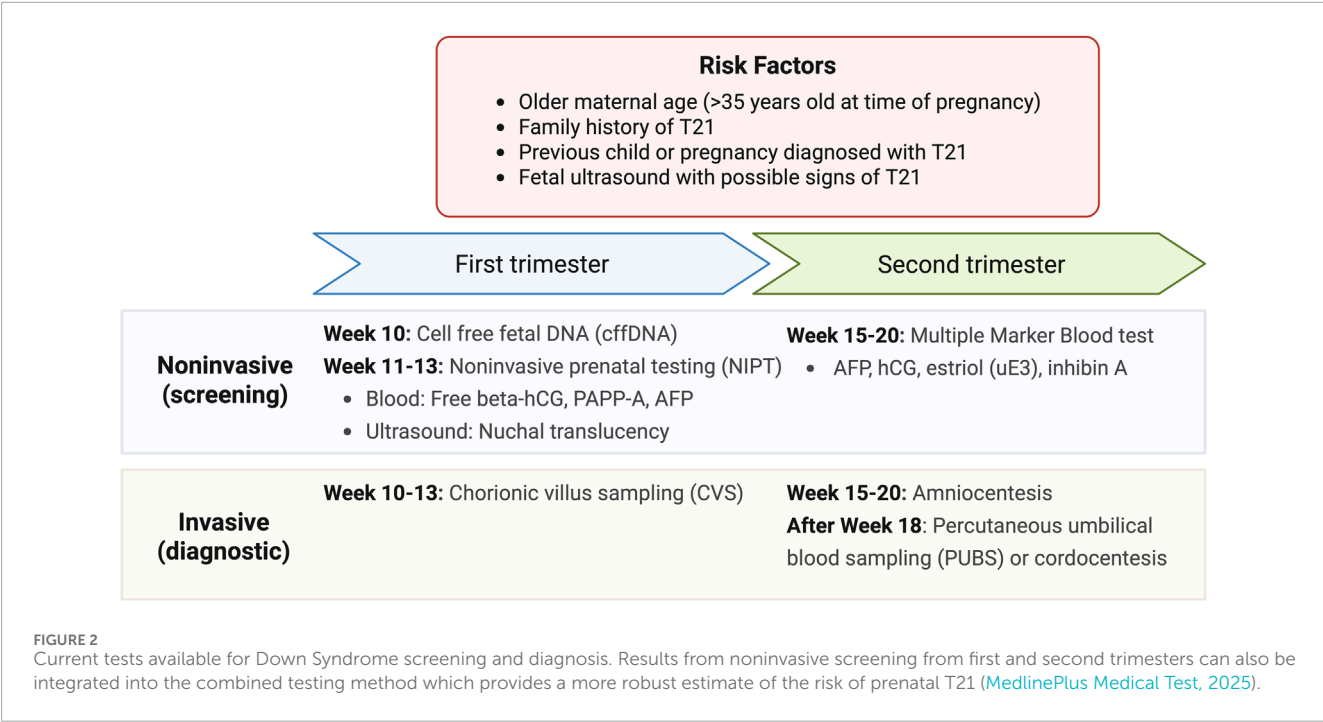 Risk Factors
• Older maternal age (>35 years old at time of pregnancy)
• Family history of T21
• Previous child or pregnancy diagnosed with T21
• Fetal ultrasound with possible signs of T21
First trimester
Second trimester
Noninvasive
(screening)
Week 10: Cell free fetal DNA (cffDNA)
Week 11-13: Noninvasive prenatal testing (NIPT)
• Blood: Free beta-hCG, PAPP-A, AFP
• Ultrasound: Nuchal translucency
Week 15-20: Multiple Marker Blood test
• AFP, hCG, estriol (uE3), inhibin A
Invasive
(diagnostic)
Week 10-13: Chorionic villus sampling (CVS)
Week 15-20: Amniocentesis
After Week 18: Percutaneous umbilical
blood sampling (PUBS) or cordocentesis
FIGURE 2
Current tests available for Down Syndrome screening and diagnosis. Results from noninvasive screening from first and second trimesters can also be
integrated into the combined testing method which provides a more robust estimate of the risk of prenatal T21 (MedlinePlus Medical Test, 2025).